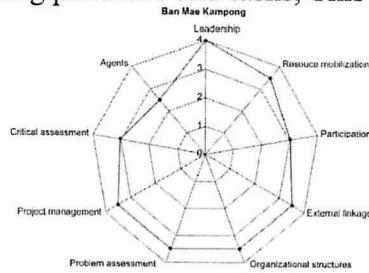 Ban Mae Kampong
Leadership
Agents
Resouce mobilization
Critical assessment
Participation
Project management
External linkage
Problem assessment
Organizational structures
4
3
2
1
0